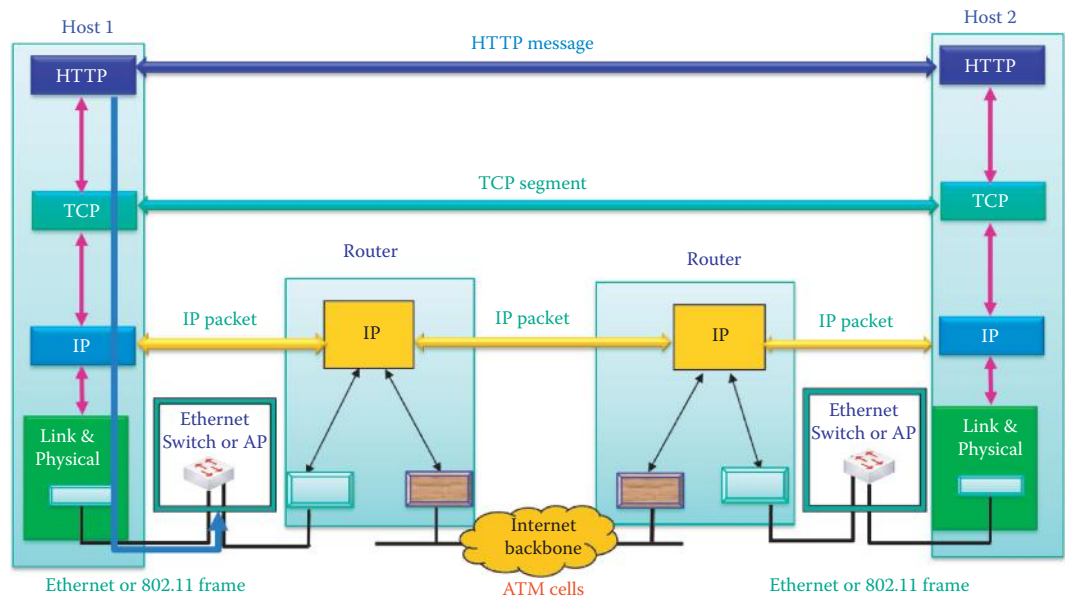 Host 1
Host 2
HTTP message
HTTP
HTTP
TCP segment
TCP
TCP
Router
Router
IP packet
IP packet
IP packet
IP
IP
IP
IP
Ethernet
Switch or AP
Ethernet
Switch or AP
Link &
Physical
Link &
Physical
Internet
backbone
Ethernet or 802.11 frame
ATM cells
Ethernet or 802.11 frame